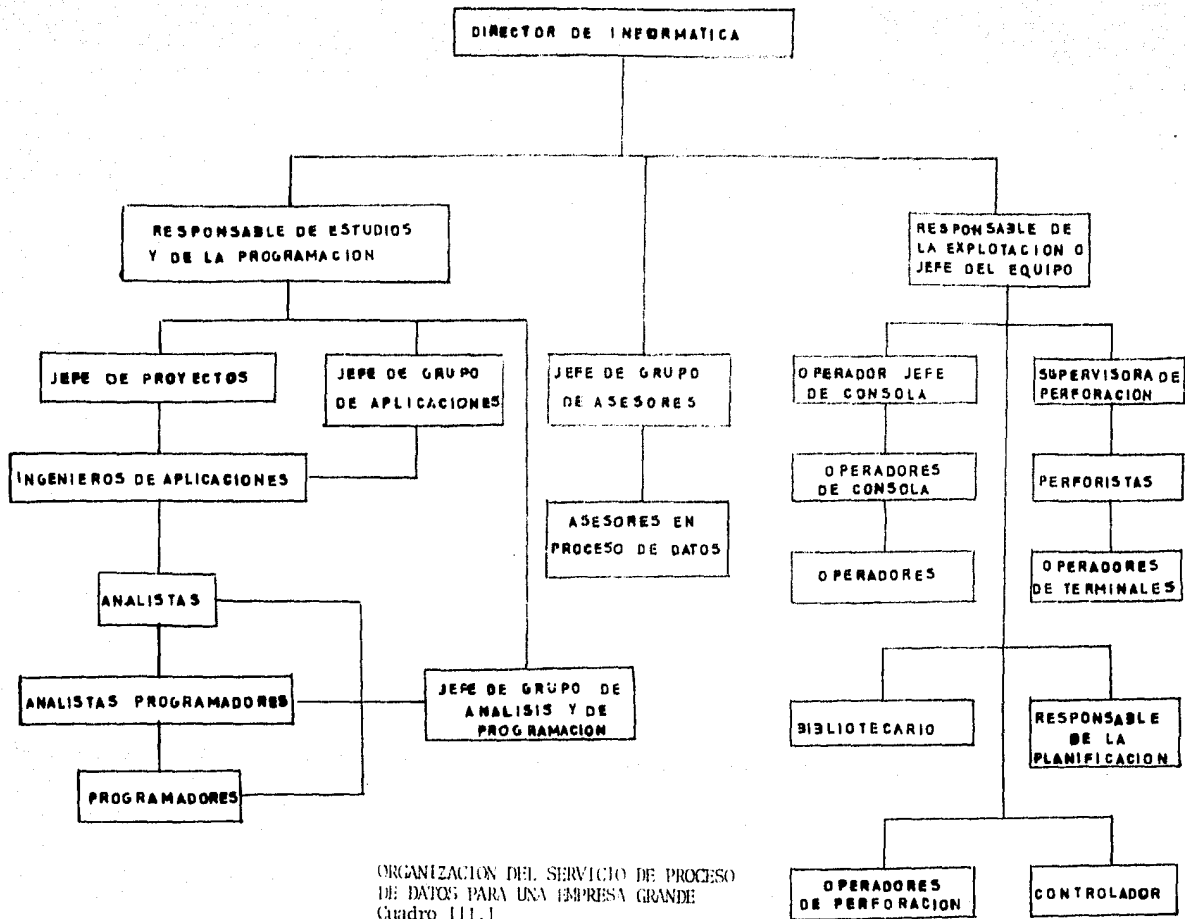 DIRECTOR DE INFORMATICA
RESPONSABLE DE ESTUDIOS
Y DE LA PROGRAMACION
RESPONSABLE DE
LA EXPLOTACION O
JEFE DEL EQUIPO
JEFE DE PROYECTOS
JEFE DE GRUPO
DE APLICACIONES
JEFE DE GRUPO
DE ASESORES
OPERADOR JEFE
DE CONSOLA
SUPERVISORA DE
PERFORACION
INGENIEROS DE APLICACIONES
OPERADORES
DE CONSOLA
PERFORISTAS
ASESORES EN
PROCESO DE DATOS
OPERADORES
OPERADORES
DE TERMINALES
ANALISTAS
ANALISTAS PROGRAMADORES
JEFE DE GRUPO DE
ANALISIS Y DE
PROGRAMACION
BIBLIOTECARIO
RESPONSABLE
DE LA
PLANIFICACION
PROGRAMADORES
OPERADORES
DE PERFORACION
CONTROLADOR
ORGANIZACION DEL SERVICIO DE PROCESO
DE DATOS PARA UNA EMPRESA GRANDE
Cuadro III.1